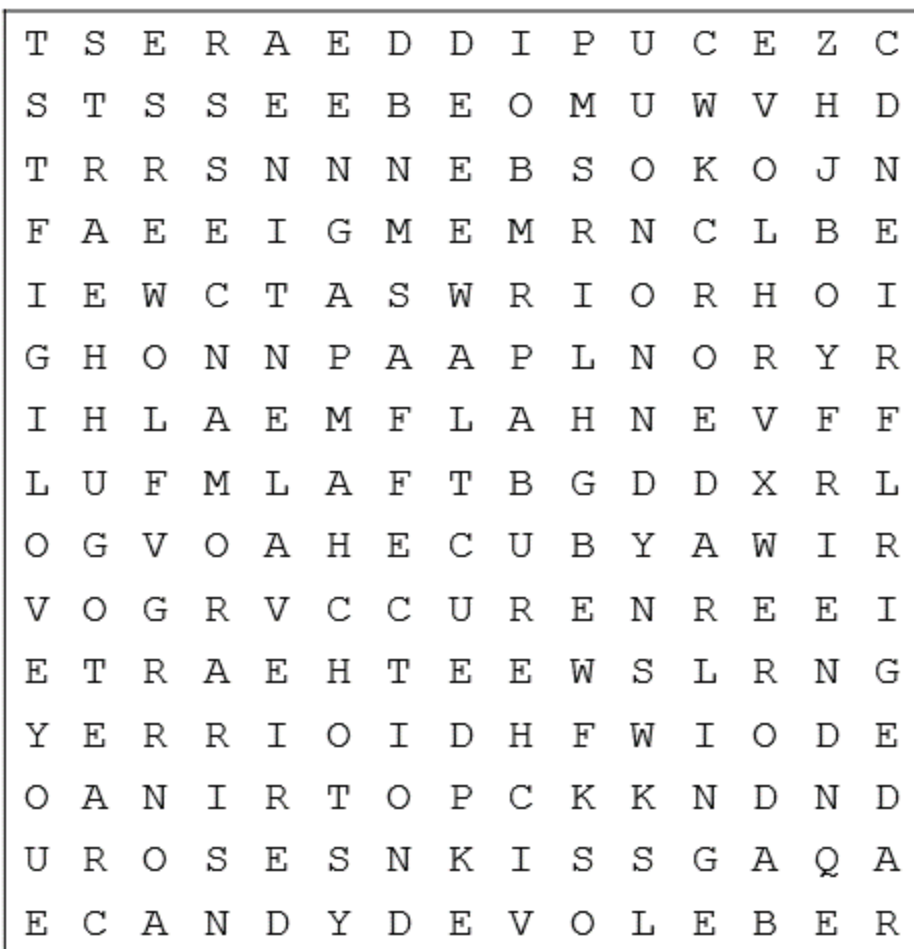 T S E R A E D D I P U C E Z C
S T S S E E B E O M U W V H D
T R R S N N N E B S O K O J N
F A E E I G M E M R N C L B E
I E W C T A S W R I O R H O I
G H O N N P A A P L N O R Y R
I H L A E M F L A H N E V F F
L U F M L A F T B G D D X R L
O G V O A H E C U B Y A W I R
V O G R V C C U R E N R E E I
E T R A E H T E E W S L R N G
Y E R R I O I D H F W I O D E
O A N I R T O P C K K N D N D
U R O S E S N K I S S G A Q A
E C A N D Y D E V O L E B E R